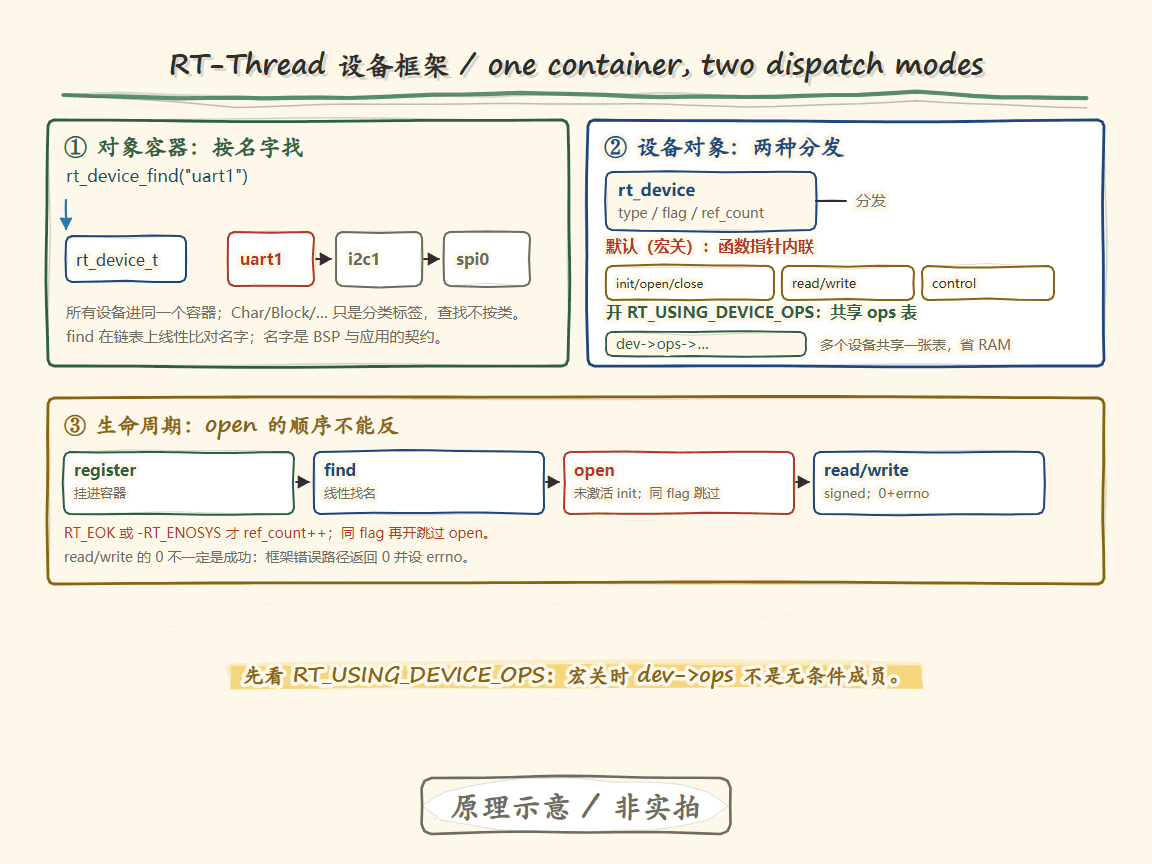 RT-Thread 设备框架 / one container, two dispatch modes
① 对象容器：按名字找
rt_device_find("uart1")
rt_device_t
uart1
i2c1
spi0
所有设备进同一个容器；Char/Block/... 只是分类标签，查找不按类。
find 在链表上线性比对名字；名字是 BSP 与应用的契约。
② 设备对象：两种分发
rt_device
type / flag / ref_count
分发
默认（宏关）：函数指针内联
init/open/close
read/write
control
开 RT_USING_DEVICE_OPS：共享 ops 表
dev->ops->...
多个设备共享一张表，省 RAM
③ 生命周期：open 的顺序不能反
register
挂进容器
find
线性找名
open
未激活 init；同 flag 跳过
read/write
signed；0+errno
RT_EOK 或 -RT_ENOSYS 才 ref_count++；同 flag 再开跳过 open。
read/write 的 0 不一定是成功：框架错误路径返回 0 并设 errno。
先看 RT_USING_DEVICE_OPS：宏关时 dev->ops 不是无条件成员。
原理示意 / 非实拍